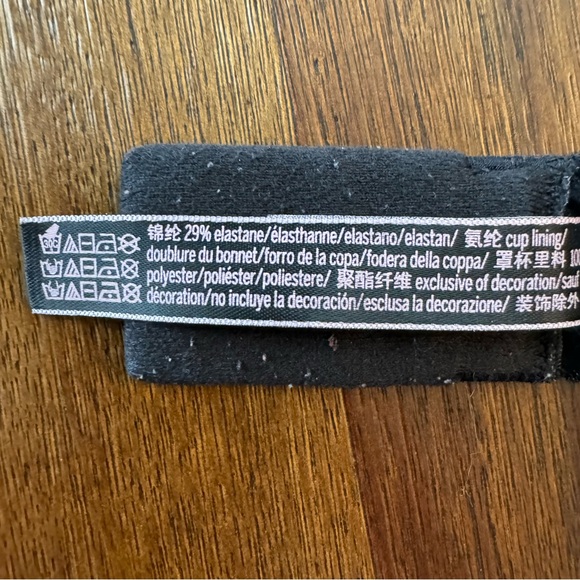 锦纶 29% elastane/élasthanne/elastano/elastan/ 氨纶 cup lining/
doublure du bonnet/forro de la copa/fodera della coppa/ 罩杯里料 100
polyester/poliéster/poliestere/ 聚酯纤维 exclusive of decoration/sauf
décoration/no incluye la decoración/esclusa la decorazione/ 装饰除外